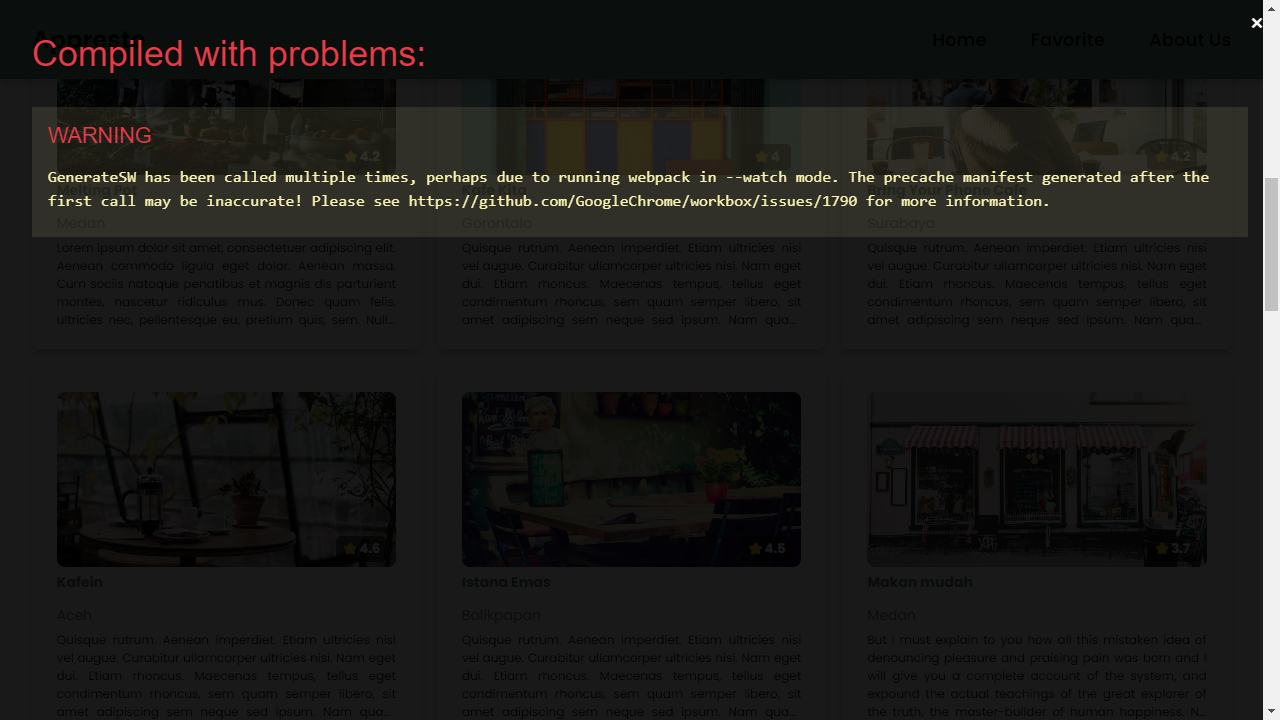 Appresto
Home Favorite About Us
Compiled with problems:
WARNING
GenerateSW has been called multiple times, perhaps due to running webpack in --watch mode. The precache manifest generated after the
first call may be inaccurate! Please see https://github.com/GoogleChrome/workbox/issues/1790 for more information.
4.2
Melting Pot
Medan
Lorem ipsum dolor sit amet, consectetuer adipiscing elit.
Aenean commodo ligula eget dolor. Aenean massa.
Cum sociis natoque penatibus et magnis dis parturient
montes, nascetur ridiculus mus. Donec quam felis,
ultricies nec, pellentesque eu, pretium quis, sem. Null...
4
Kafe Kita
Gorontalo
Quisque rutrum. Aenean imperdiet. Etiam ultricies nisi
vel augue. Curabitur ullamcorper ultricies nisi. Nam eget
dui. Etiam rhoncus. Maecenas tempus, tellus eget
condimentum rhoncus, sem quam semper libero, sit
amet adipiscing sem neque sed ipsum. Nam qua...
4.2
Bring Your Phone Cafe
Surabaya
Quisque rutrum. Aenean imperdiet. Etiam ultricies nisi
vel augue. Curabitur ullamcorper ultricies nisi. Nam eget
dui. Etiam rhoncus. Maecenas tempus, tellus eget
condimentum rhoncus, sem quam semper libero, sit
amet adipiscing sem neque sed ipsum. Nam qua...
4.6
Kafein
Aceh
Quisque rutrum. Aenean imperdiet. Etiam ultricies nisi
vel augue. Curabitur ullamcorper ultricies nisi. Nam eget
dui. Etiam rhoncus. Maecenas tempus, tellus eget
condimentum rhoncus, sem quam semper libero, sit
amet adipiscing sem neque sed ipsum. Nam qua...
4.5
Istana Emas
Balikpapan
Quisque rutrum. Aenean imperdiet. Etiam ultricies nisi
vel augue. Curabitur ullamcorper ultricies nisi. Nam eget
dui. Etiam rhoncus. Maecenas tempus, tellus eget
condimentum rhoncus, sem quam semper libero, sit
amet adipiscing sem neque sed ipsum. Nam qua...
3.7
Makan mudah
Medan
But I must explain to you how all this mistaken idea of
denouncing pleasure and praising pain was born and I
will give you a complete account of the system, and
expound the actual teachings of the great explorer of
the truth, the master-builder of human happiness. N...